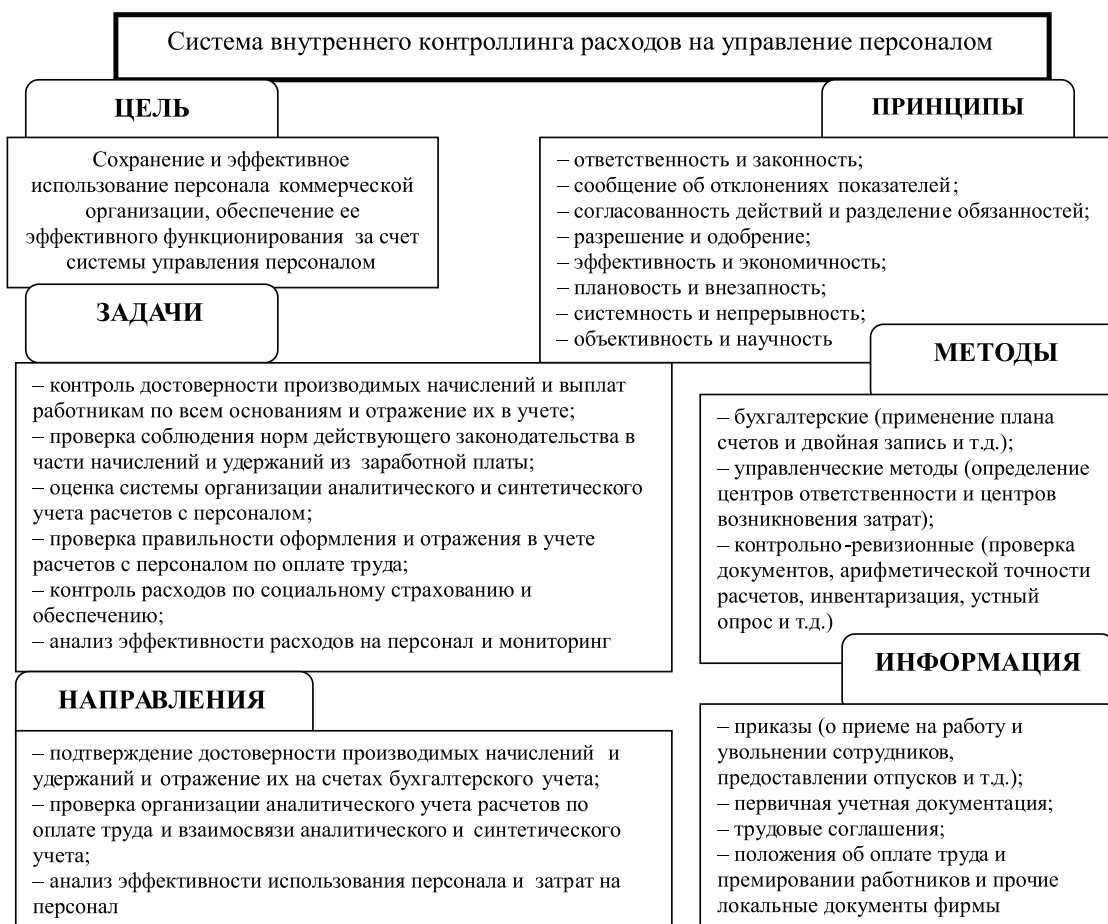 Система внутреннего контроллинга расходов на управление персоналом
ЦЕЛЬ
Сохранение и эффективное
использование персонала коммерческой
организации, обеспечение ее
эффективного функционирования за счет
системы управления персоналом
ЗАДАЧИ
– контроль достоверности производимых начислений и выплат
работникам по всем основаниям и отражение их в учете;
– проверка соблюдения норм действующего законодательства в
части начислений и удержаний из заработной платы;
– оценка системы организации аналитического и синтетического
учета расчетов с персоналом;
– проверка правильности оформления и отражения в учете
расчетов с персоналом по оплате труда;
– контроль расходов по социальному страхованию и
обеспечению;
– анализ эффективности расходов на персонал и мониторинг
НАПРАВЛЕНИЯ
– подтверждение достоверности производимых начислений и
удержаний и отражение их на счетах бухгалтерского учета;
– проверка организации аналитического учета расчетов по
оплате труда и взаимосвязи аналитического и синтетического
учета;
– анализ эффективности использования персонала и затрат на
персонал
ПРИНЦИПЫ
– ответственность и законность;
– сообщение об отклонениях показателей;
– согласованность действий и разделение обязанностей;
– разрешение и одобрение;
– эффективность и экономичность;
– плановость и внезапность;
– системность и непрерывность;
– объективность и научность
МЕТОДЫ
– бухгалтерские (применение плана
счетов и двойная запись и т.д.);
– управленческие методы (определение
центров ответственности и центров
возникновения затрат);
– контрольно-ревизионные (проверка
документов, арифметической точности
расчетов, инвентаризация, устный
опрос и т.д.)
ИНФОРМАЦИЯ
– приказы (о приеме на работу и
увольнении сотрудников,
предоставлении отпусков и т.д.);
– первичная учетная документация;
– трудовые соглашения;
– положения об оплате труда и
премировании работников и прочие
локальные документы фирмы